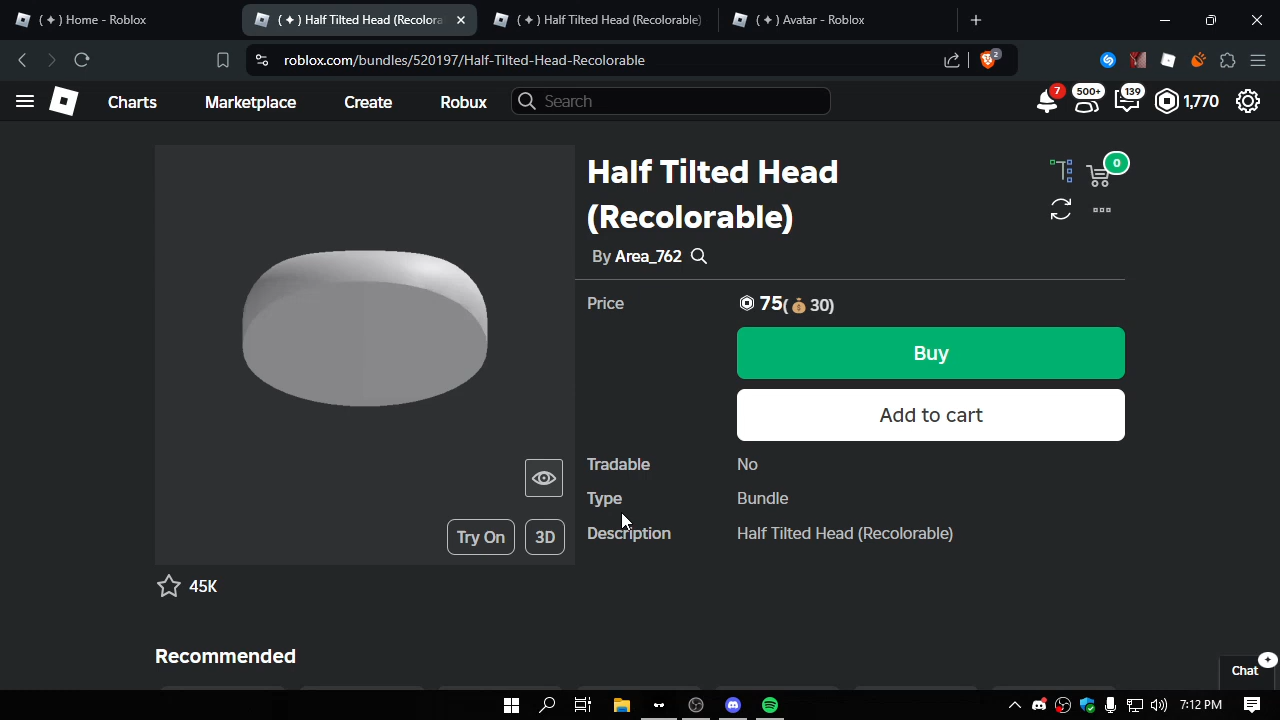 ( ✦ ) Home - Roblox
( ✦ ) Half Tilted Head (Recolora
( ✦ ) Half Tilted Head (Recolorable)
( ✦ ) Avatar - Roblox
roblox.com/bundles/520197/Half-Tilted-Head-Recolorable
2
Charts
Marketplace
Create
Robux
Search
7
500+
139
1,770
Half Tilted Head
(Recolorable)
0
By Area_762
Price
75( 30)
Buy
Add to cart
Tradable
No
Type
Bundle
Description
Half Tilted Head (Recolorable)
Try On
3D
45K
Recommended
Chat
7:12 PM